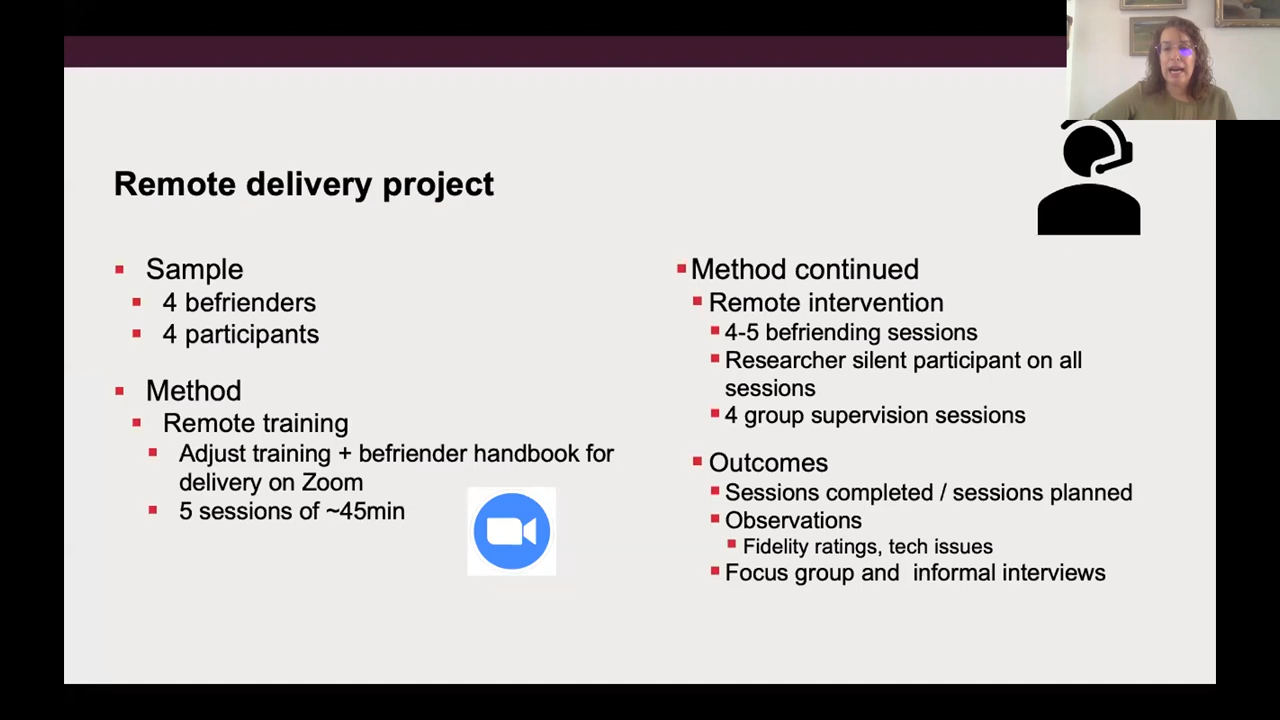 Remote delivery project
Sample
4 befrienders
4 participants
Method
Remote training
Adjust training + befriender handbook for
delivery on Zoom
5 sessions of ~45min
Method continued
Remote intervention
4-5 befriending sessions
Researcher silent participant on all
sessions
4 group supervision sessions
Outcomes
Sessions completed / sessions planned
Observations
Fidelity ratings, tech issues
Focus group and  informal interviews